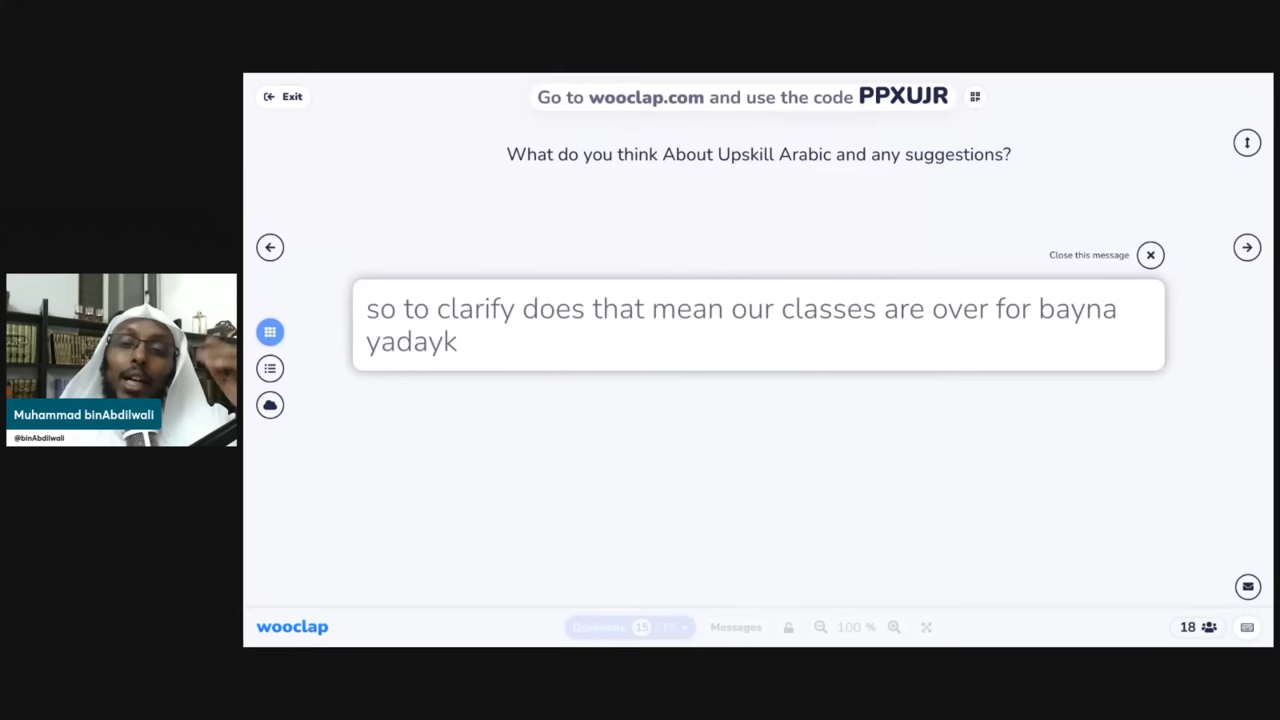 Exit
Go to wooclap.com and use the code PPXUJR
What do you think About Upskill Arabic and any suggestions?
Close this message
so to clarify does that mean our classes are over for bayna
yadayk
Muhammad binAbdilwali
@binAbdilwali
wooclap
Questions 15
Messages
100 %
18